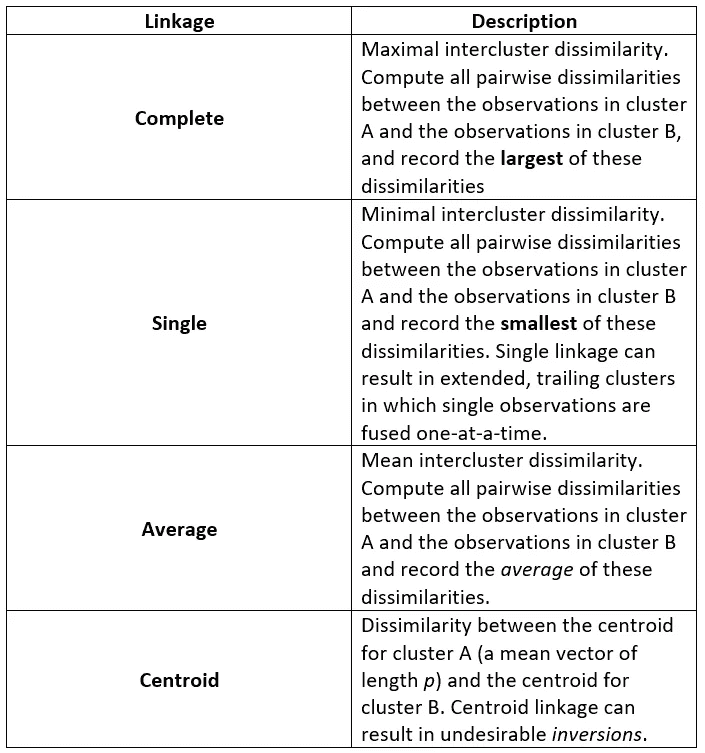 Linkage
Description
Complete
Maximal intercluster dissimilarity.
Compute all pairwise dissimilarities
between the observations in cluster
A and the observations in cluster B,
and record the largest of these
dissimilarities
Single
Minimal intercluster dissimilarity.
Compute all pairwise dissimilarities
between the observations in cluster
A and the observations in cluster B
and record the smallest of these
dissimilarities. Single linkage can
result in extended, trailing clusters
in which single observations are
fused one-at-a-time.
Average
Mean intercluster dissimilarity.
Compute all pairwise dissimilarities
between the observations in cluster
A and the observations in cluster B
and record the average of these
dissimilarities.
Centroid
Dissimilarity between the centroid
for cluster A (a mean vector of
length p) and the centroid for
cluster B. Centroid linkage can
result in undesirable inversions.